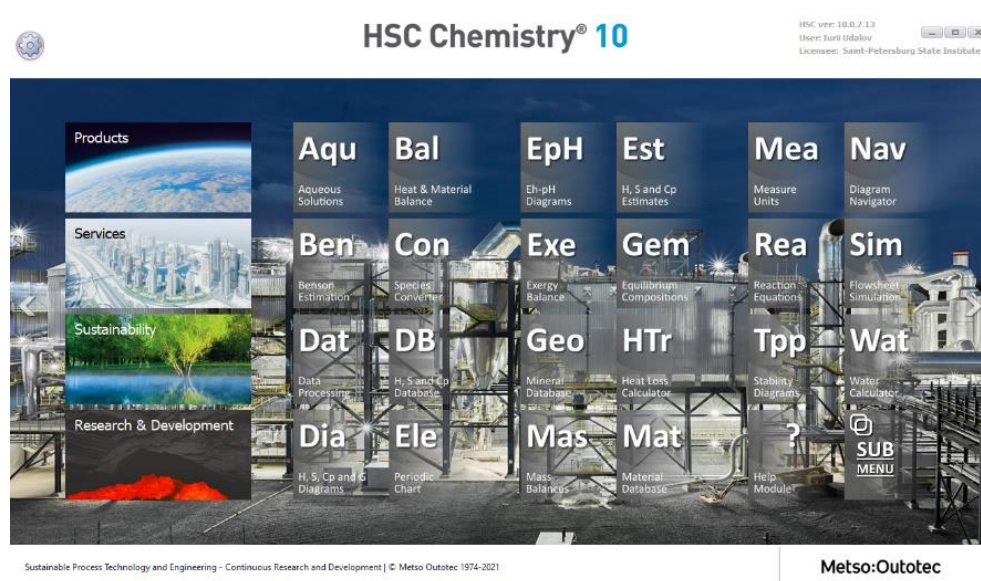 HSC Chemistry® 10
HSC ver: 10.0.7.13
User: Iurii Udalov
Licensee: Saint-Petersburg State Institute
Products
Services
Sustainability
Research & Development
Aqu
Aqueous
Solutions
Bal
Heat & Material
Balance
EpH
Eh-pH
Diagrams
Est
H, S and Cp
Estimates
Mea
Measure
Units
Nav
Diagram
Navigator
Ben
Benson
Estimation
Con
Species
Converter
Exe
Exergy
Balance
Gem
Equilibrium
Compositions
Rea
Reaction
Equations
Sim
Flowsheet
Simulation
Dat
Data
Processing
DB
H, S and Cp
Database
Geo
Mineral
Database
HTr
Heat Loss
Calculator
Tpp
Stability
Diagrams
Wat
Water
Calculator
Dia
H, S, Cp and G
Diagrams
Ele
Periodic
Chart
Mas
Mass
Balances
Mat
Material
Database
?
Help
Module
SUB
MENU
Sustainable Process Technology and Engineering - Continuous Research and Development | © Metso Outotec 1974-2021
Metso:Outotec